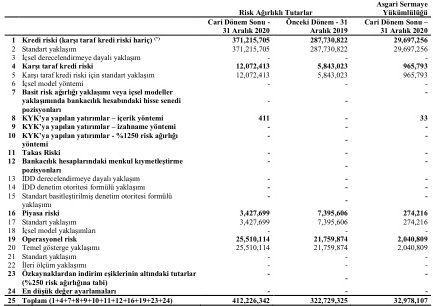 Risk Ağırlıklı Tutarlar Asgari Sermaye Yükümlülüğü
Cari Dönem Sonu - 31 Aralık 2020 Önceki Dönem - 31 Aralık 2019 Cari Dönem Sonu – 31 Aralık 2020
1 Kredi riski (karşı taraf kredi riski hariç) (*) 371,215,705 287,730,822 29,697,256
2 Standart yaklaşım 371,215,705 287,730,822 29,697,256
3 İçsel derecelendirmeye dayalı yaklaşım - - -
4 Karşı taraf kredi riski 12,072,413 5,843,023 965,793
5 Karşı taraf kredi riski için standart yaklaşım 12,072,413 5,843,023 965,793
6 İçsel model yöntemi - - -
7 Basit risk ağırlığı yaklaşımı veya içsel modeller
yaklaşımında bankacılık hesabındaki hisse senedi
pozisyonları - - -
8 KYK'ya yapılan yatırımlar – içerik yöntemi 411 - 33
9 KYK'ya yapılan yatırımlar – izahname yöntemi - - -
10 KYK'ya yapılan yatırımlar - %1250 risk ağırlığı
yöntemi - - -
11 Takas Riski - - -
12 Bankacılık hesaplarındaki menkul kıymetleştirme
pozisyonları - - -
13 İDD derecelendirmeye dayalı yaklaşım - - -
14 İDD denetim otoritesi formülü yaklaşımı - - -
15 Standart basitleştirilmiş denetim otoritesi formülü
yaklaşımı - - -
16 Piyasa riski 3,427,699 7,395,606 274,216
17 Standart yaklaşım 3,427,699 7,395,606 274,216
18 İçsel model yaklaşımları - - -
19 Operasyonel risk 25,510,114 21,759,874 2,040,809
20 Temel gösterge yaklaşımı 25,510,114 21,759,874 2,040,809
21 Standart yaklaşım - - -
22 İleri ölçüm yaklaşımı - - -
23 Özkaynaklardan indirim eşiklerinin altındaki tutarlar
(%250 risk ağırlığına tabi) - - -
24 En düşük değer ayarlamaları - - -
25 Toplam (1+4+7+8+9+10+11+12+16+19+23+24) 412,226,342 322,729,325 32,978,107